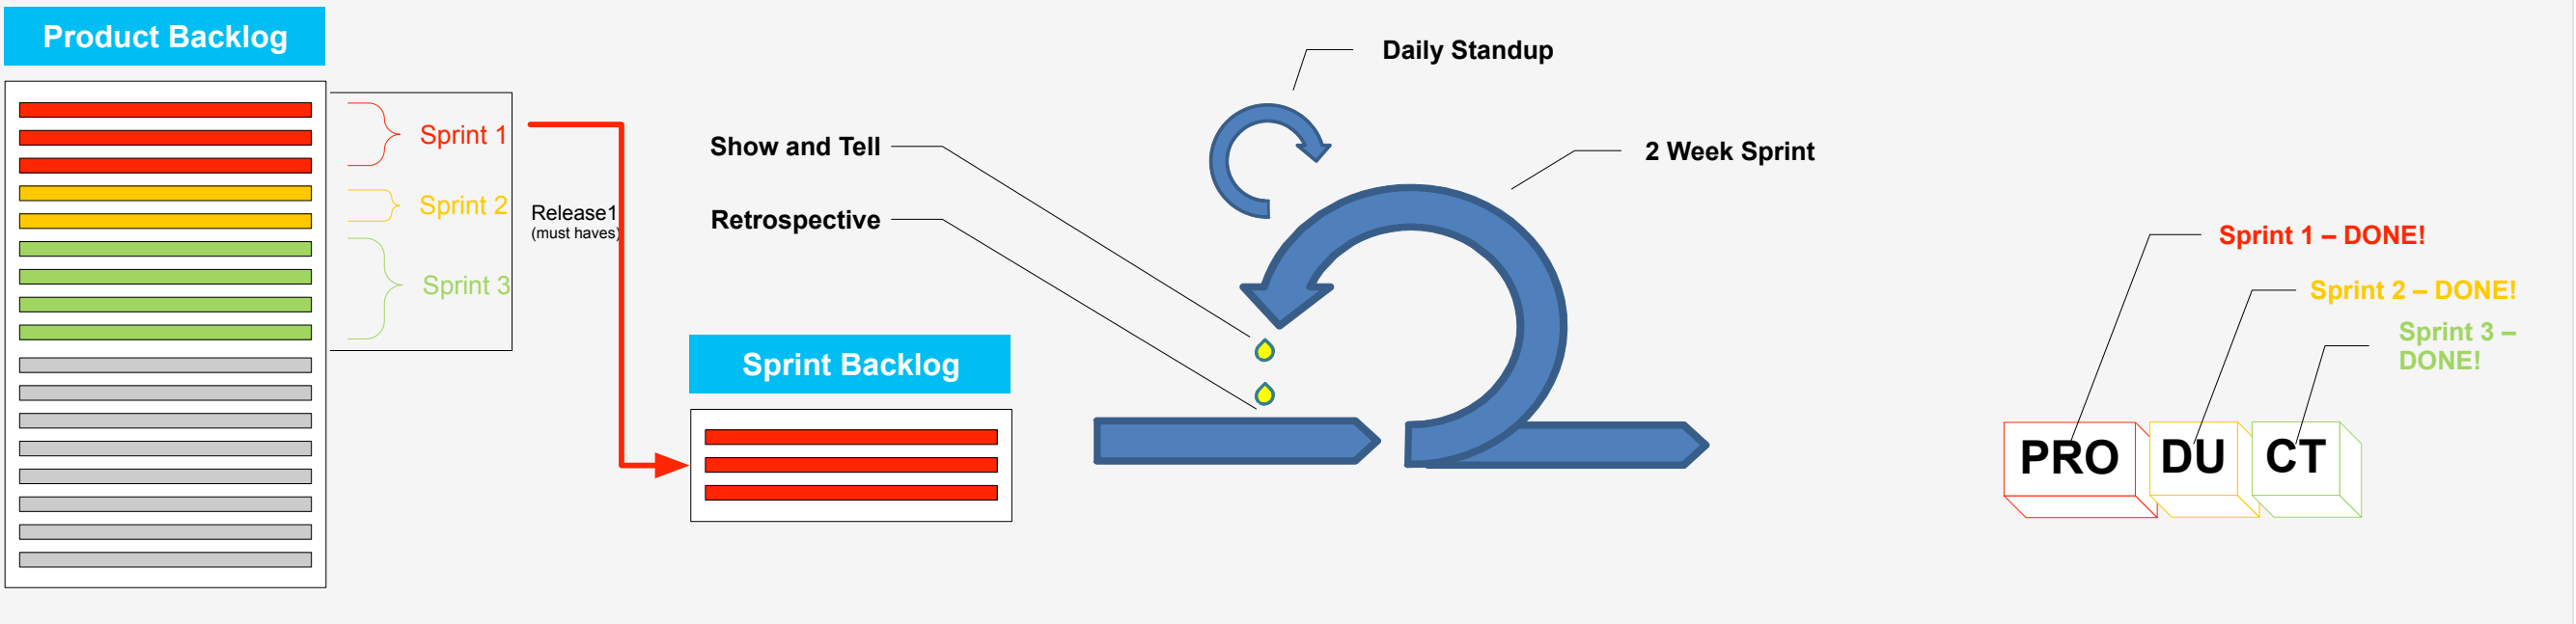 Product Backlog
Sprint 1
Sprint 2
Sprint 3
Release1
(must haves)
Sprint Backlog
Show and Tell
Retrospective
Daily Standup
2 Week Sprint
Sprint 1 – DONE!
Sprint 2 – DONE!
Sprint 3 –
DONE!
PRO DU CT